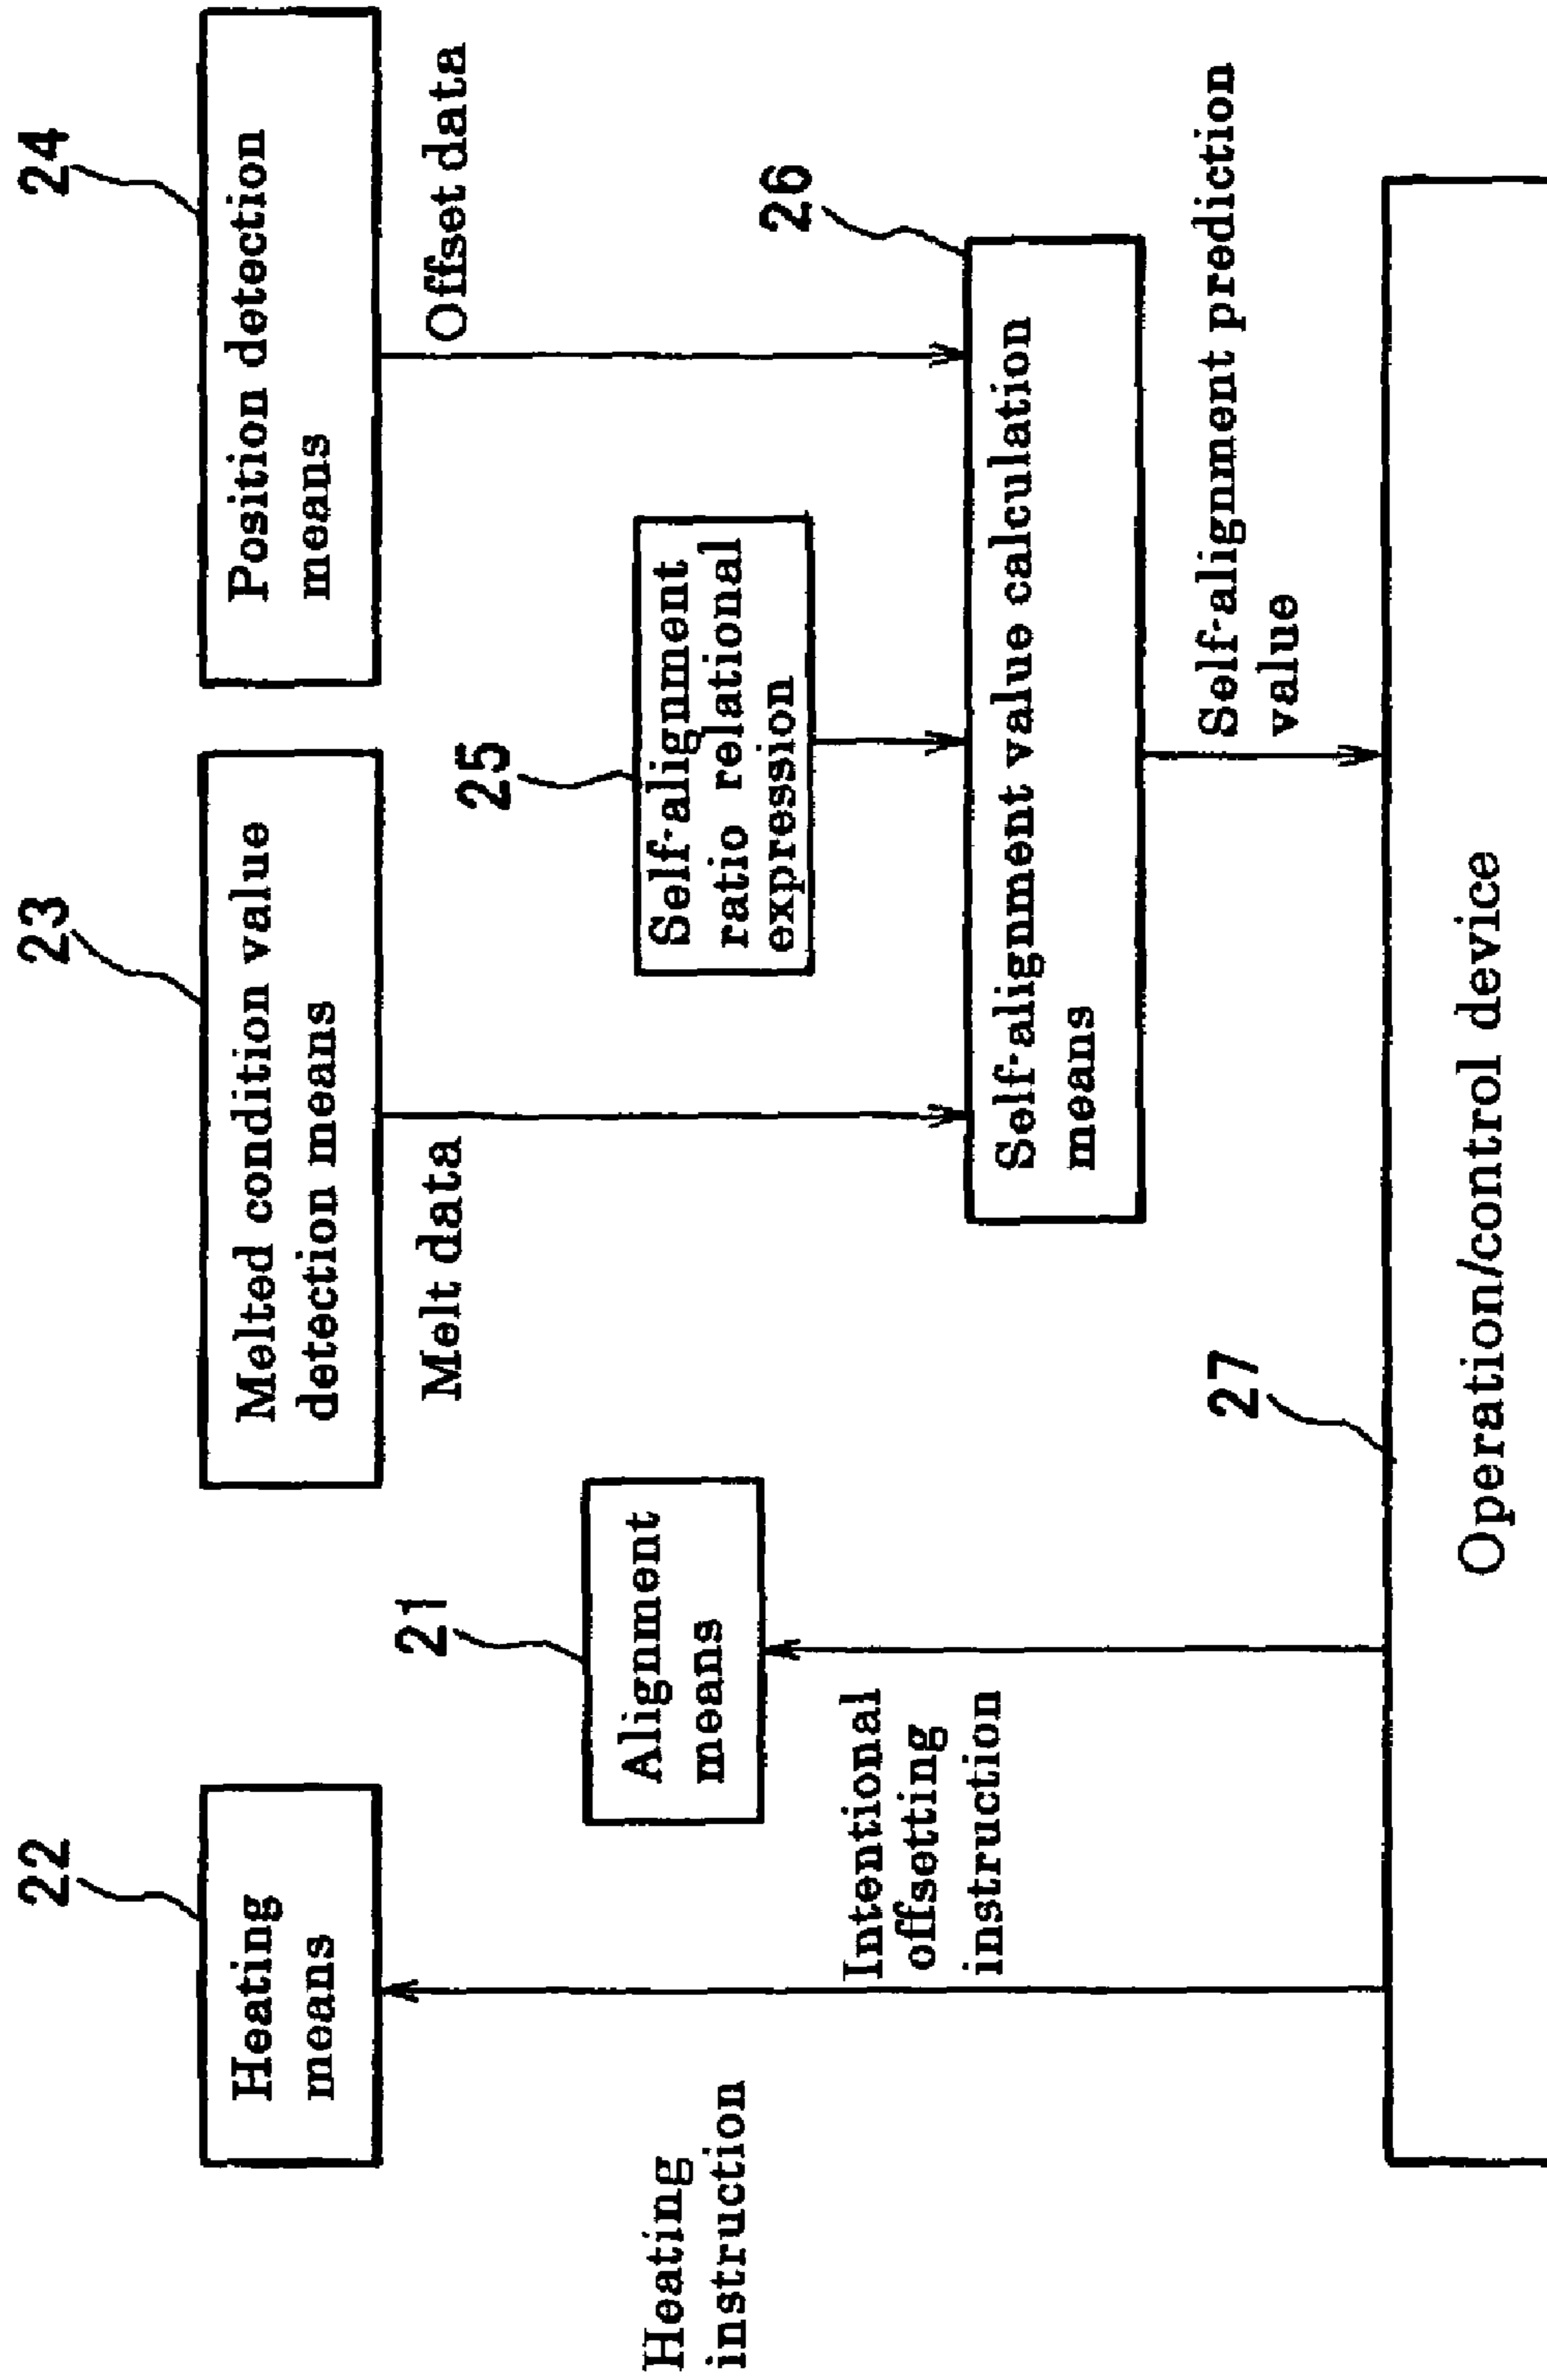 22
Heating
means
23
Melted condition value
detection means
24
Position detection
means
21
Alignment
means
Melt data
Offset data
25
Self-alignment
ratio relational
expression
Heating
instruction
Intentional
offsetting
instruction
26
Self-alignment value calculation
means
Self-alignment prediction
value
27
Operation/control device